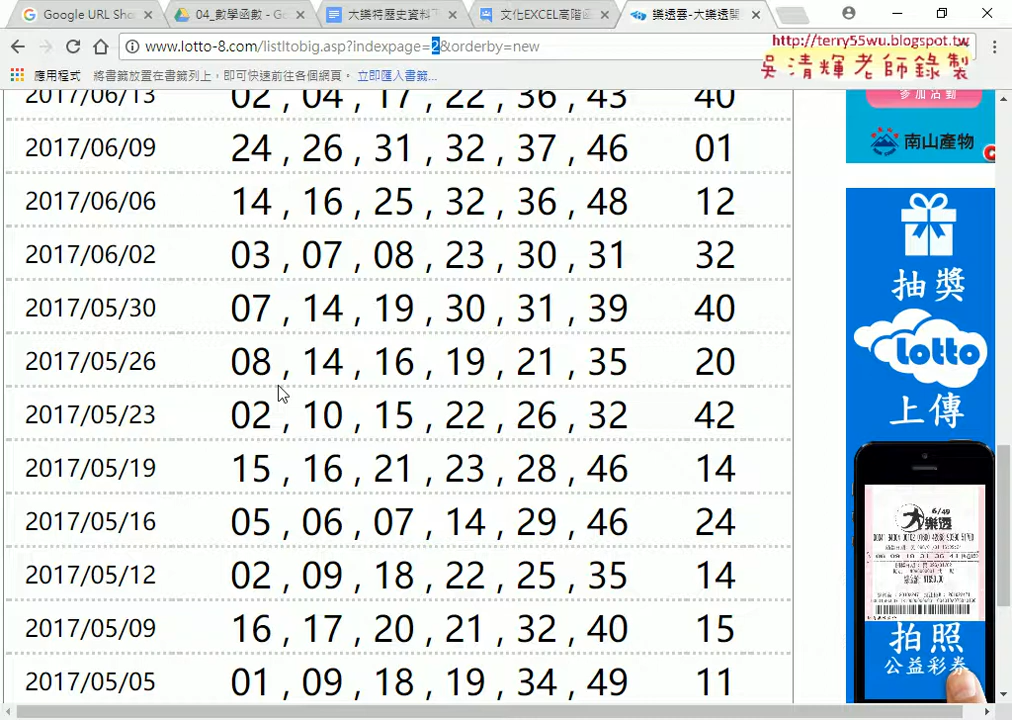 Google URL Sho
04_數學函數 - G
大樂特歷史資料下
文化EXCEL高階函
樂透雲-大樂透開
www.lotto-8.com/listltobig.asp?indexpage=2&orderby=new
http://terry55wu.blogspot.tw
吳清輝老師錄製
應用程式 將書籤放置在書籤列上，即可快速前往各個網頁。 立即匯入書籤...
2017/06/13 02 , 04 , 17 , 22 , 36 , 43 40
2017/06/09 24 , 26 , 31 , 32 , 37 , 46 01
2017/06/06 14 , 16 , 25 , 32 , 36 , 48 12
2017/06/02 03 , 07 , 08 , 23 , 30 , 31 32
2017/05/30 07 , 14 , 19 , 30 , 31 , 39 40
2017/05/26 08 , 14 , 16 , 19 , 21 , 35 20
2017/05/23 02 , 10 , 15 , 22 , 26 , 32 42
2017/05/19 15 , 16 , 21 , 23 , 28 , 46 14
2017/05/16 05 , 06 , 07 , 14 , 29 , 46 24
2017/05/12 02 , 09 , 18 , 22 , 25 , 35 14
2017/05/09 16 , 17 , 20 , 21 , 32 , 40 15
2017/05/05 01 , 09 , 18 , 19 , 34 , 49 11
參加活動
南山產物
抽獎
lotto
上傳
6/49
樂透
拍照
公益彩券